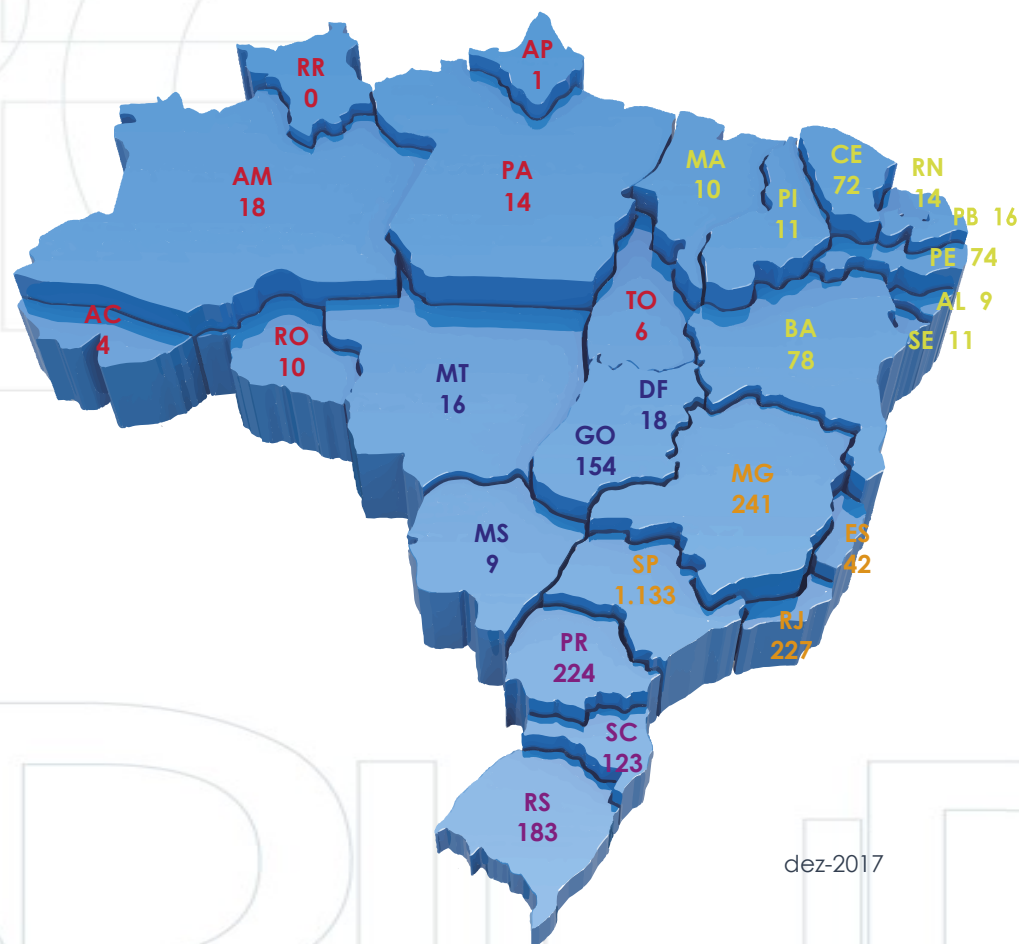 AP
1
RR
0
AM
18
PA
14
MA
10
CE
72
RN
14
PI
11
PB 16
PE 74
AL 9
SE 11
AC
4
RO
10
TO
6
BA
78
MT
16
DF
18
GO
154
MG
241
MS
9
ES
42
SP
1.133
RJ
227
PR
224
SC
123
RS
183
dez-2017